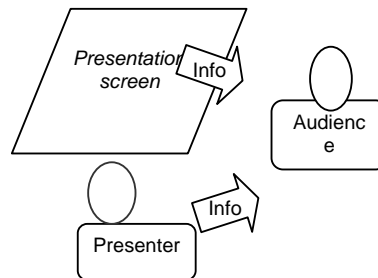 Presentation
screen
Info
Audienc
e
Info
Presenter